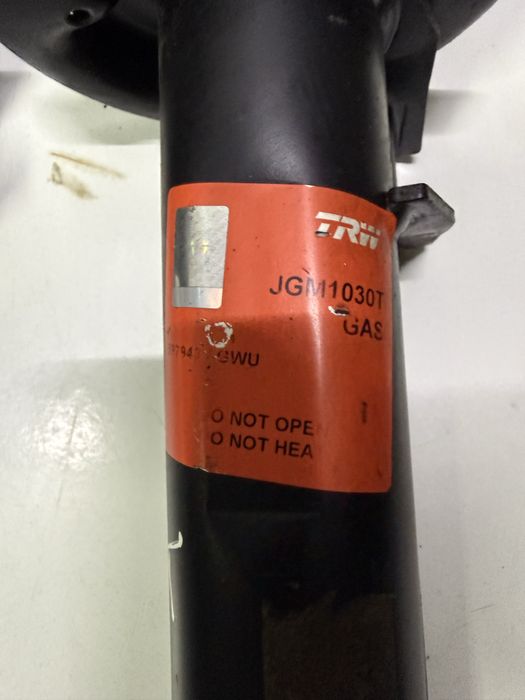 TRW
JGM1030T
GAS
GWU
O NOT OPE
O NOT HEA